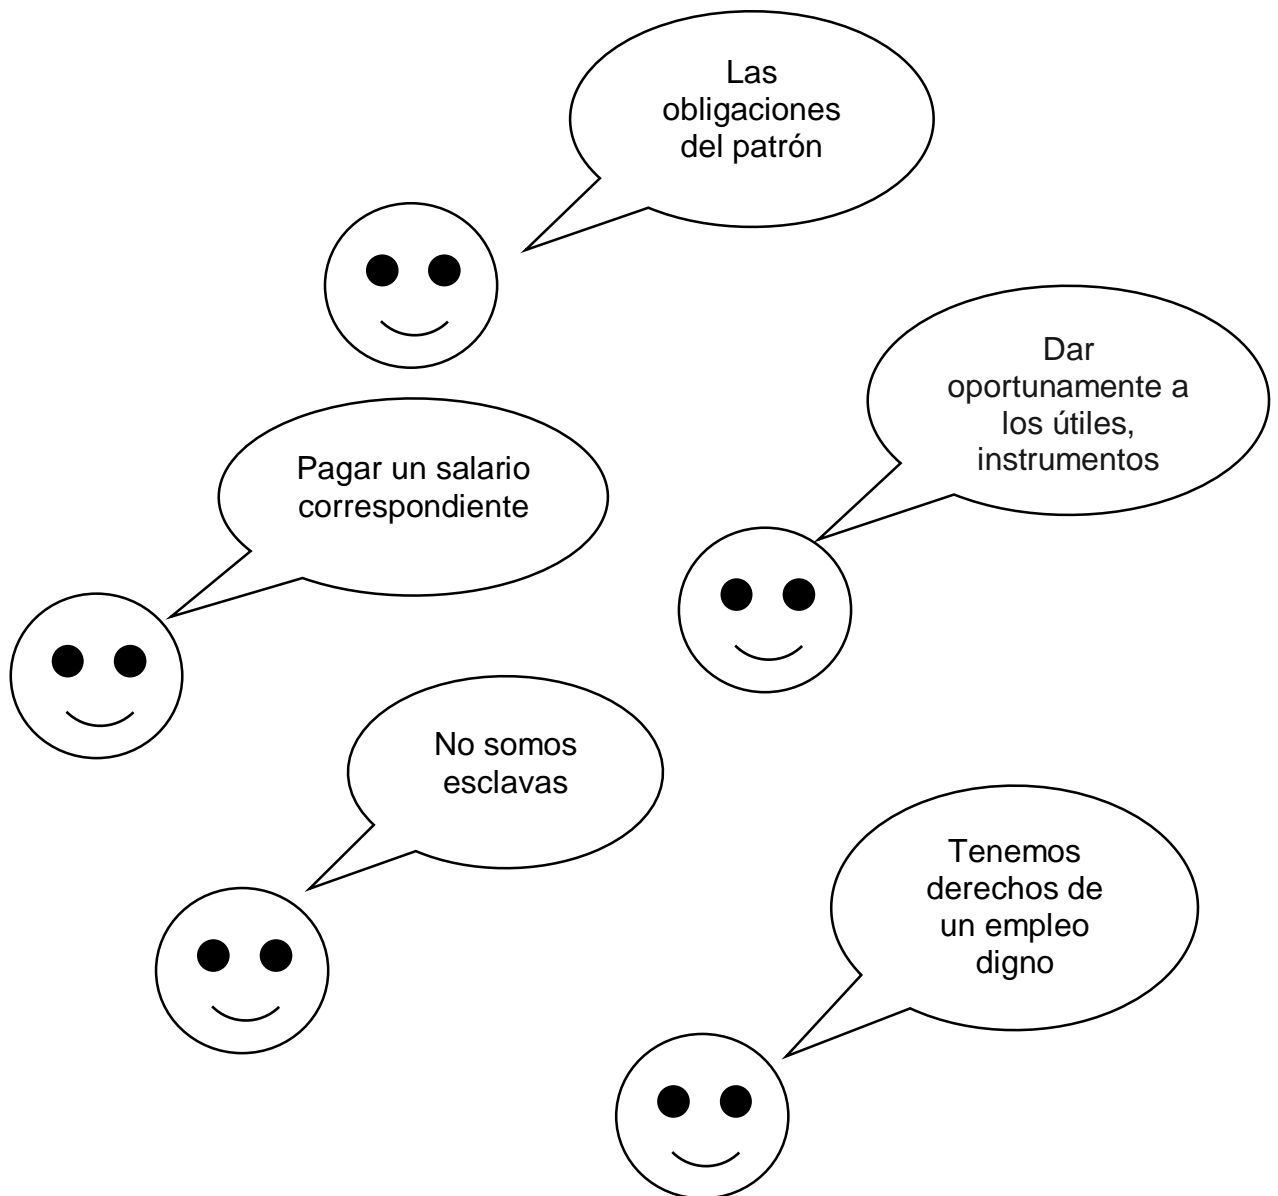 Las
obligaciones
del patrón
Dar
oportunamente a
los útiles,
instrumentos
Pagar un salario
correspondiente
No somos
esclavas
Tenemos
derechos de
un empleo
digno